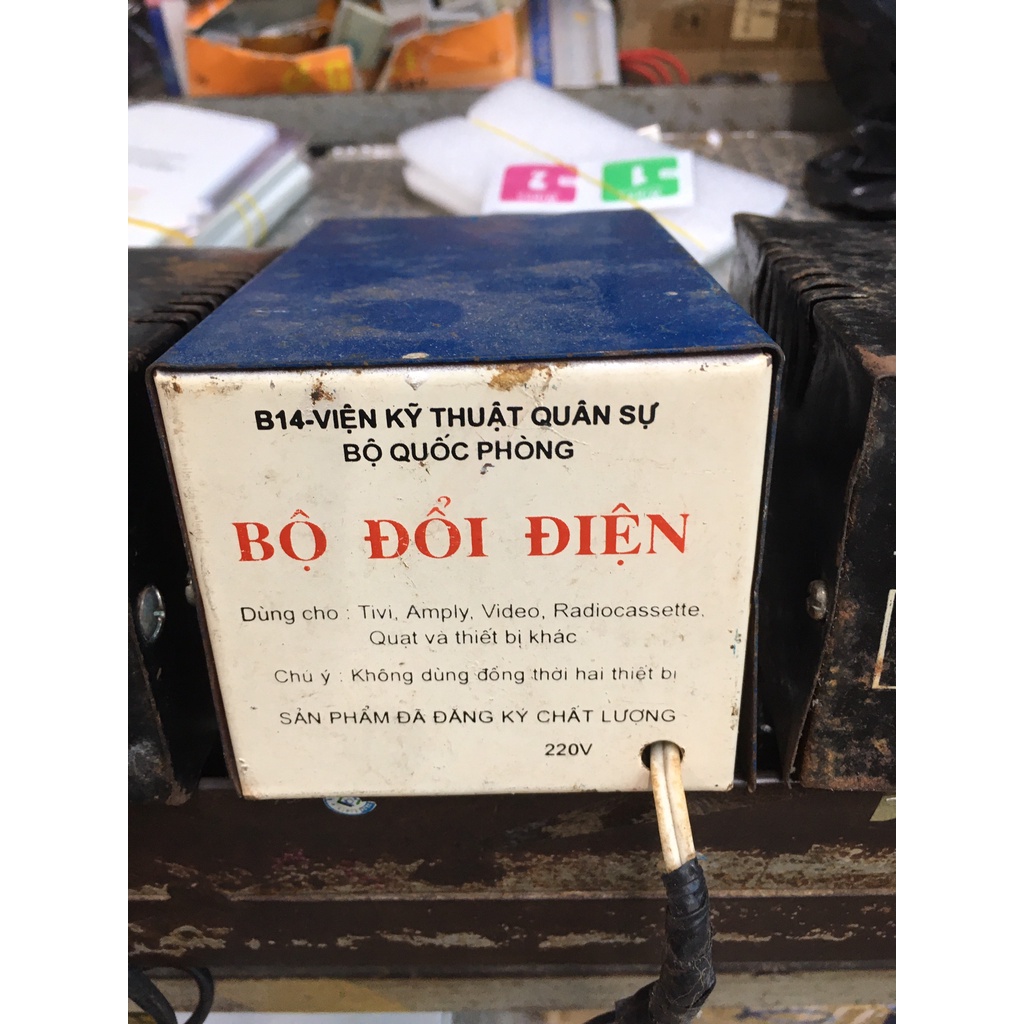 B14-VIỆN KỸ THUẬT QUÂN SỰ
BỘ QUỐC PHÒNG
BỘ ĐỔI ĐIỆN
Dùng cho : Tivi, Amply, Video, Radiocassette,
Quạt và thiết bị khác
Chú ý : Không dùng đồng thời hai thiết bị
SẢN PHẨM ĐÃ ĐĂNG KÝ CHẤT LƯỢNG
220V